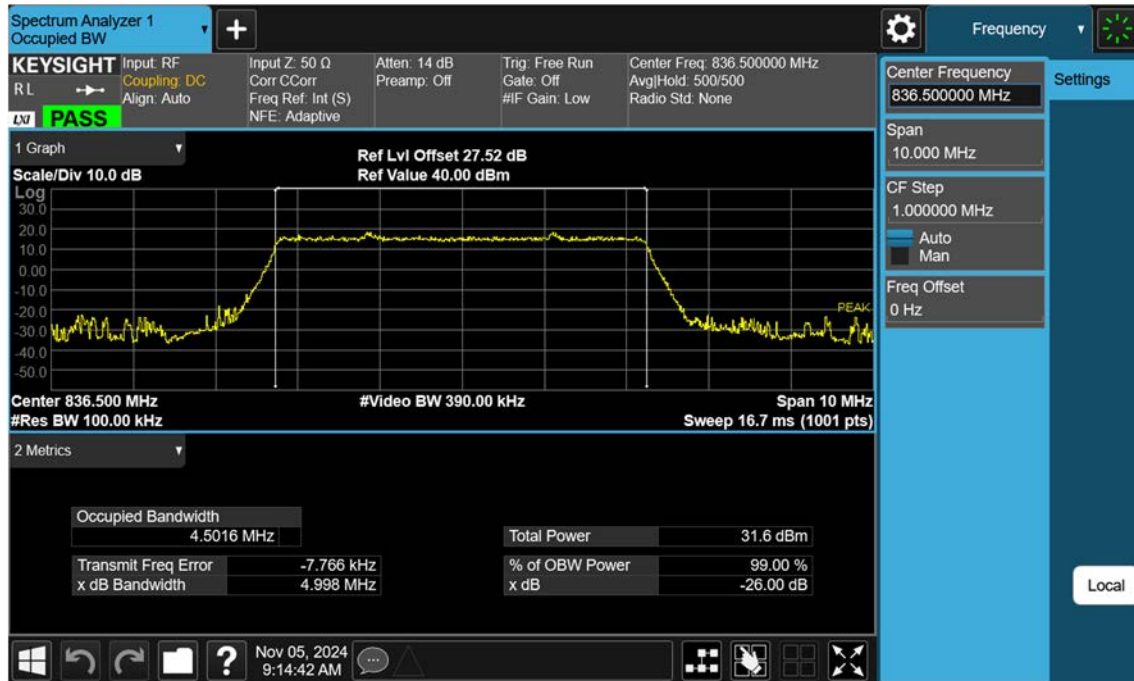 Spectrum Analyzer 1
Occupied BW
+
Frequency
KEYSIGHT
R L
LXI
PASS
Input: RF
Coupling: DC
Align: Auto
Input Z: 50 Ω
Corr CCorr
Freq Ref: Int (S)
NFE: Adaptive
Atten: 14 dB
Preamp: Off
Trig: Free Run
Gate: Off
#IF Gain: Low
Center Freq: 836.500000 MHz
Avg|Hold: 500/500
Radio Std: None
Center Frequency
836.500000 MHz
Settings
Span
10.000 MHz
CF Step
1.000000 MHz
Auto
Man
Freq Offset
0 Hz
1 Graph
Scale/Div 10.0 dB
Ref Lvl Offset 27.52 dB
Ref Value 40.00 dBm
Log
30.0
20.0
10.0
0.00
-10.0
-20.0
-30.0
-40.0
-50.0
PEAK
Center 836.500 MHz
#Video BW 390.00 kHz
Span 10 MHz
#Res BW 100.00 kHz
Sweep 16.7 ms (1001 pts)
2 Metrics
Occupied Bandwidth
4.5016 MHz
Total Power 31.6 dBm
Transmit Freq Error -7.766 kHz
% of OBW Power 99.00 %
x dB Bandwidth 4.998 MHz
x dB -26.00 dB
Local
?
Nov 05, 2024
9:14:42 AM